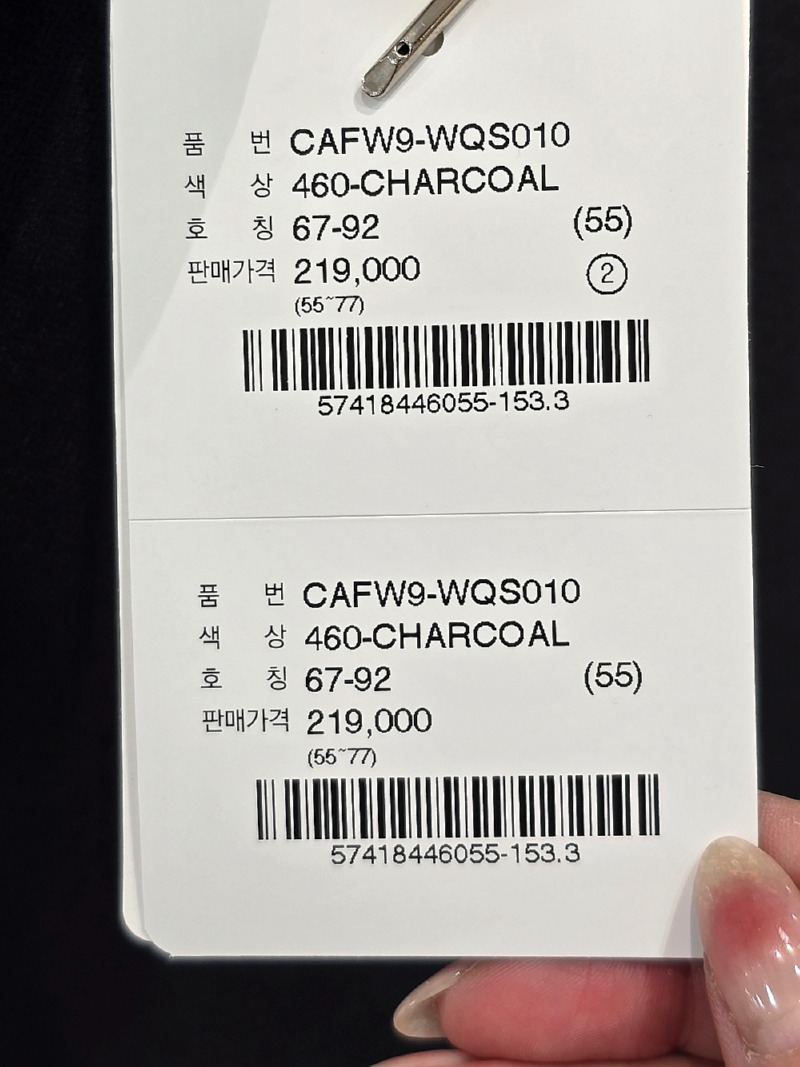 품 번 CAFW9-WQS010
색 상 460-CHARCOAL
호 칭 67-92 (55)
판매가격 219,000 ②
(55~77)
57418446055-153.3
품 번 CAFW9-WQS010
색 상 460-CHARCOAL
호 칭 67-92 (55)
판매가격 219,000
(55~77)
57418446055-153.3